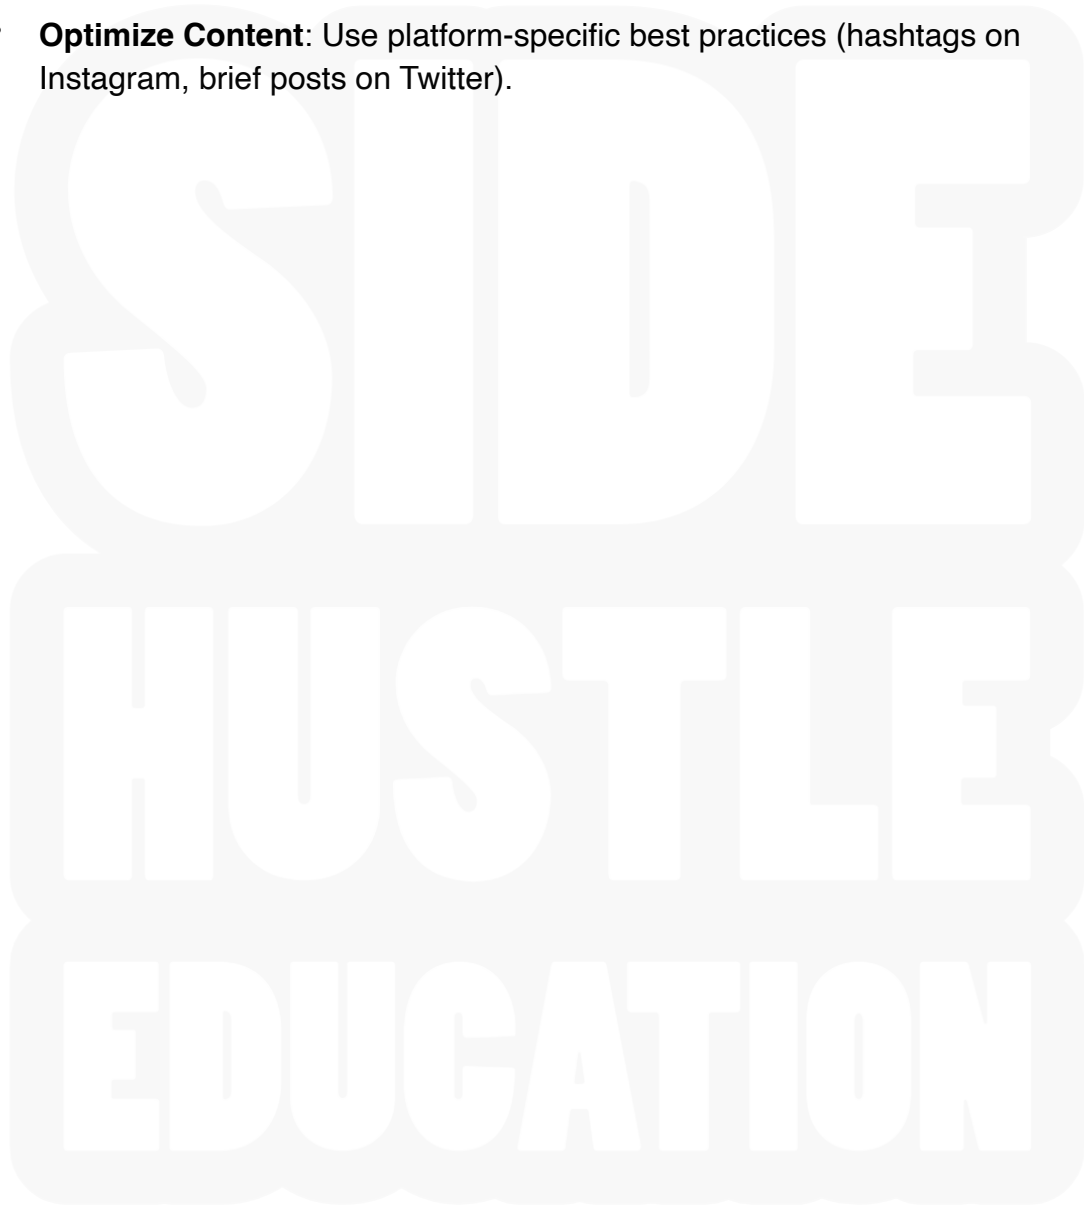 Optimize Content: Use platform-specific best practices (hashtags on
Instagram, brief posts on Twitter).
SIDE
HUSTLE
EDUCATION